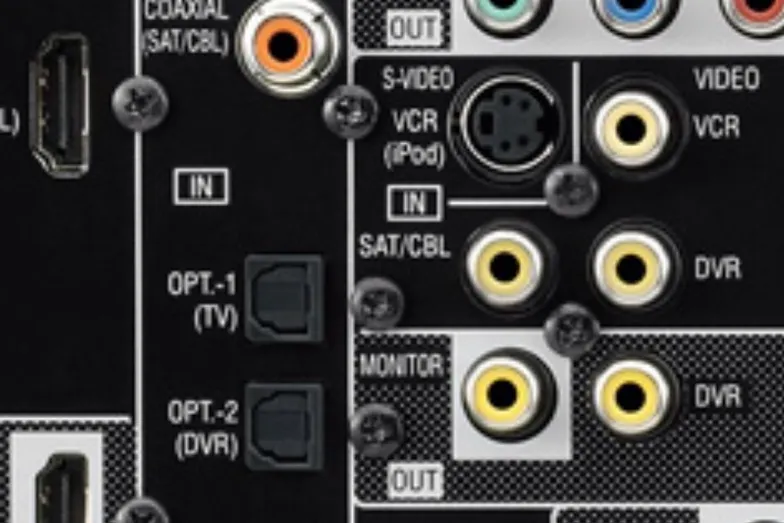 COAXIAL
(SAT/CBL)
OUT
S-VIDEO
VIDEO
L)
VCR
(iPod)
VCR
IN
IN
SAT/CBL
DVR
OPT.-1
(TV)
MONITOR
DVR
OPT.-2
(DVR)
OUT